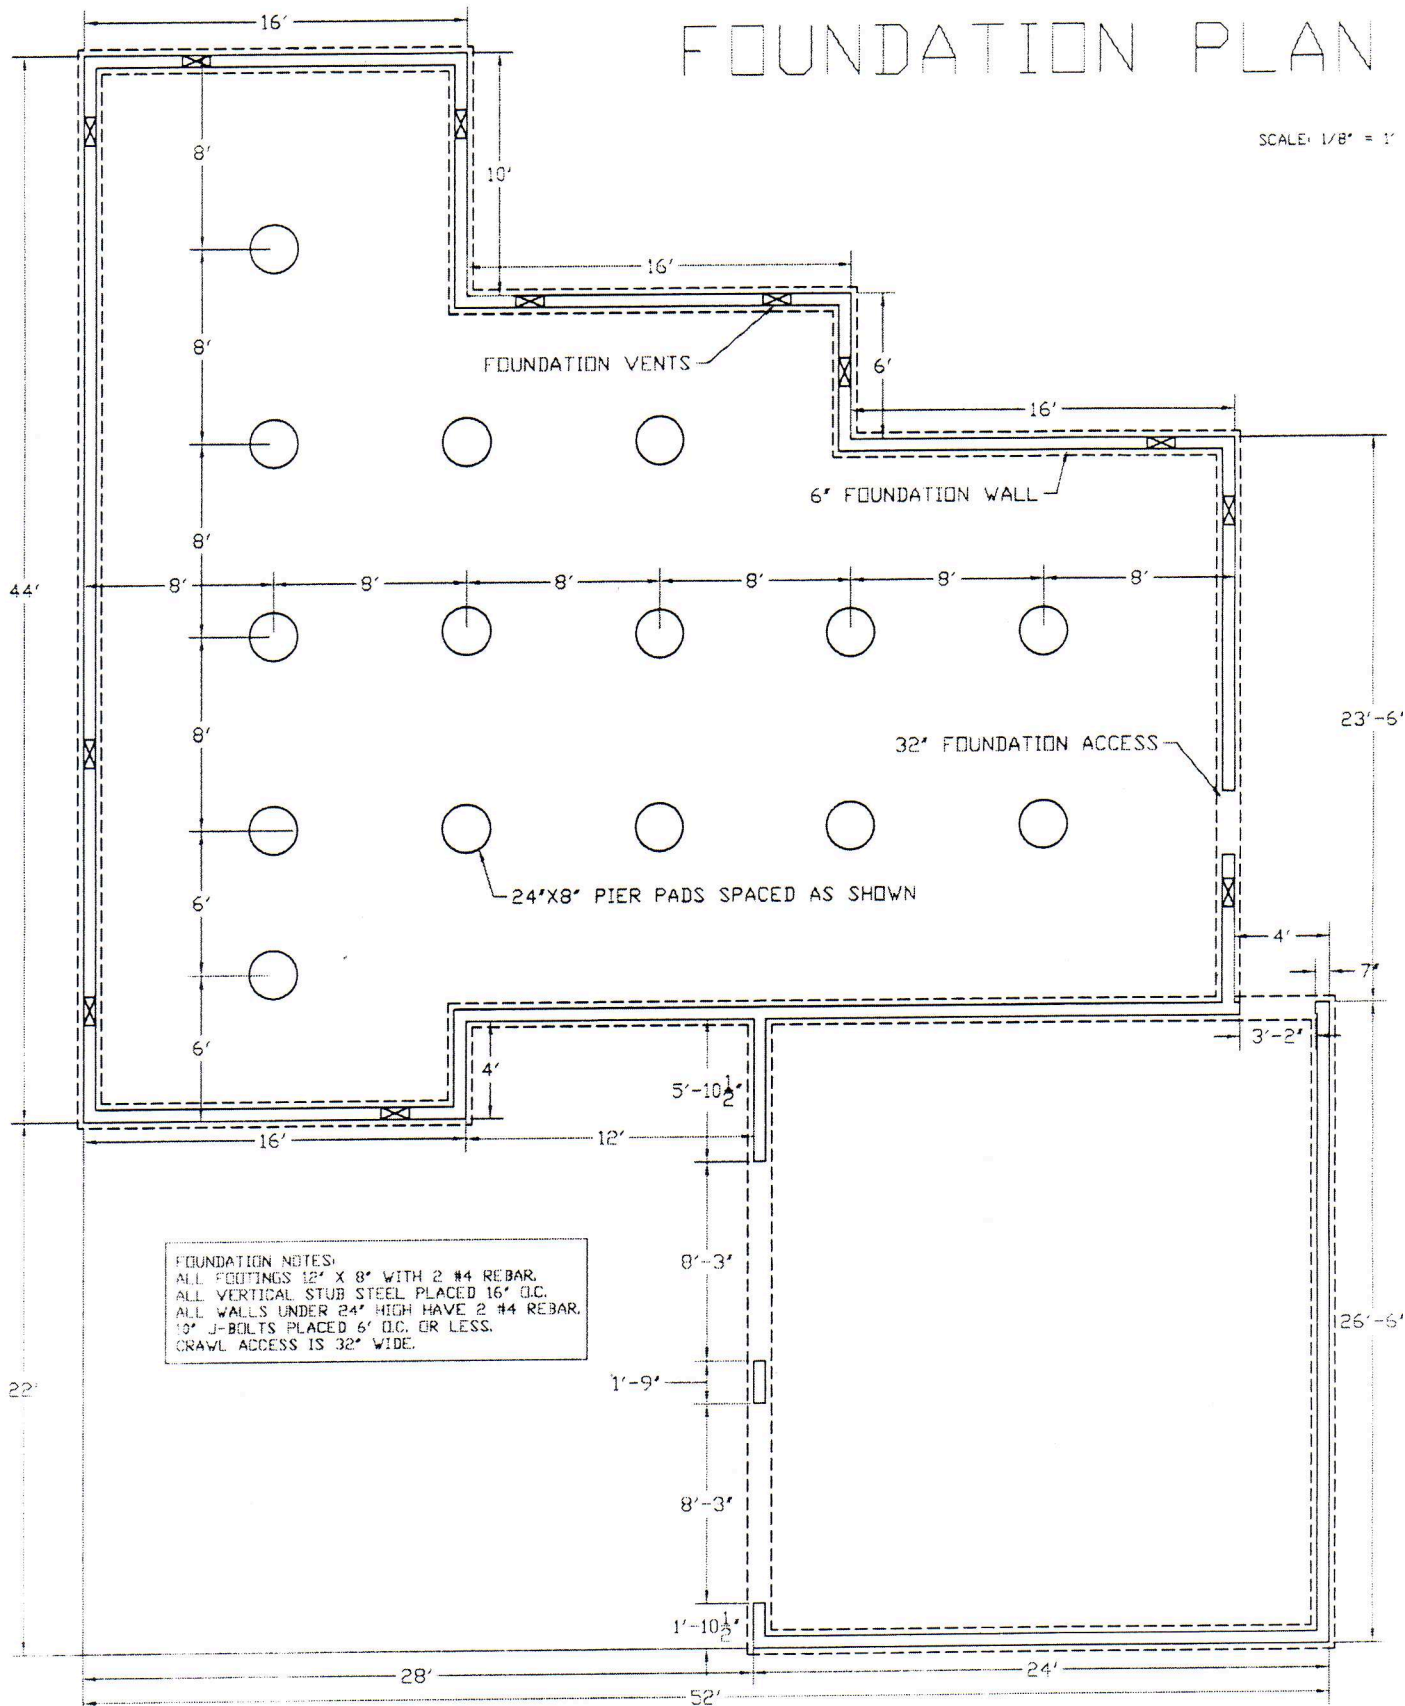 16'
FOUNDATION PLAN
SCALE: 1/8" = 1'
8'
10'
16'
8'
FOUNDATION VENTS
6'
16'
6" FOUNDATION WALL
8'
44'
8' 8' 8' 8' 8' 8'
23'-6"
8'
32" FOUNDATION ACCESS
24"X8" PIER PADS SPACED AS SHOWN
6'
4'
7"
3'-2"
6'
4'
5'-10 1/2"
16' 12'
FOUNDATION NOTES:
ALL FOOTINGS 12" X 8" WITH 2 #4 REBAR.
ALL VERTICAL STUB STEEL PLACED 16" O.C.
ALL WALLS UNDER 24" HIGH HAVE 2 #4 REBAR.
10" J-BOLTS PLACED 6' O.C. OR LESS.
CRAWL ACCESS IS 32" WIDE.
8'-3"
26'-6"
22'
1'-9"
8'-3"
1'-10 1/2"
28' 24'
52'